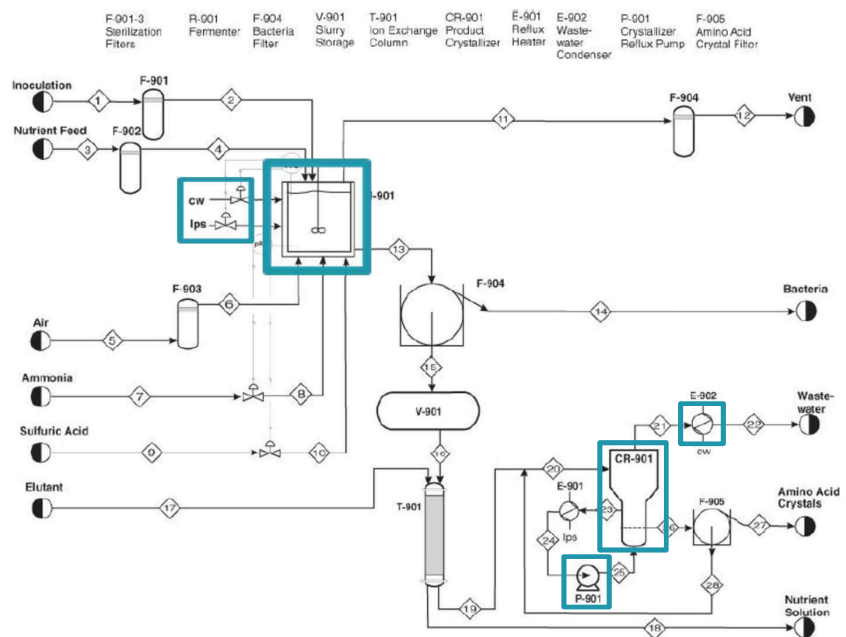 F-901-3 R-901 F-904 V-901 T-901 CR-901 E-901 E-902 P-901 F-905
Sterilization Fermenter Bacteria Slurry Ion Exchange Product Reflux Waste- Crystallizer Amino Acid
Filters Filter Storage Column Crystallizer Heater water Reflux Pump Crystal Filter
Condenser
Inoculation
F-901
1
2
F-904
Vent
11
12
Nutrient Feed
F-902
3
4
cw
lps
-901
13
F-904
Bacteria
14
F-903
6
Air
5
15
Ammonia
7
8
V-901
Sulfuric Acid
9
10
16
E-902
Waste-
water
21
22
cw
CR-901
Elutant
17
T-901
20
E-901
23
F-905
Amino Acid
Crystals
26
27
24
lps
25
P-901
28
19
Nutrient
Solution
18